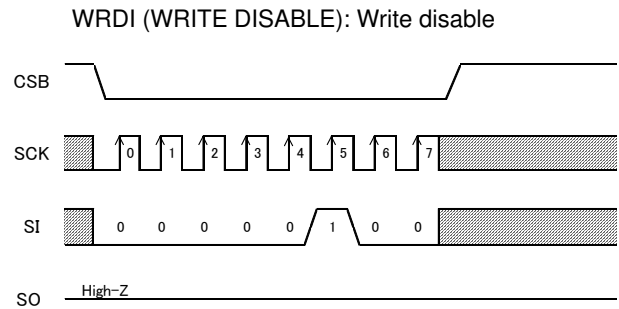 WRDI (WRITE DISABLE): Write disable
CSB
SCK 0 1 2 3 4 5 6 7
SI 0 0 0 0 0 1 0 0
High-Z
SO